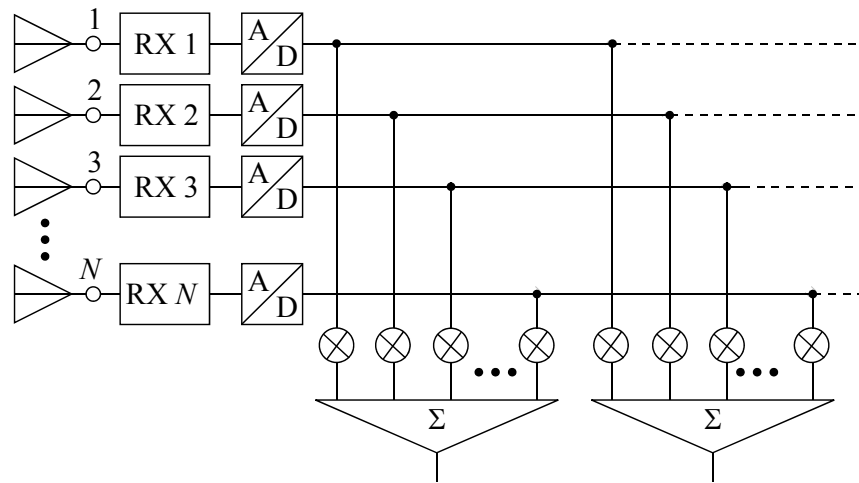 1
RX 1 A/D
2
RX 2 A/D
3
RX 3 A/D
N
RX N A/D
Σ Σ